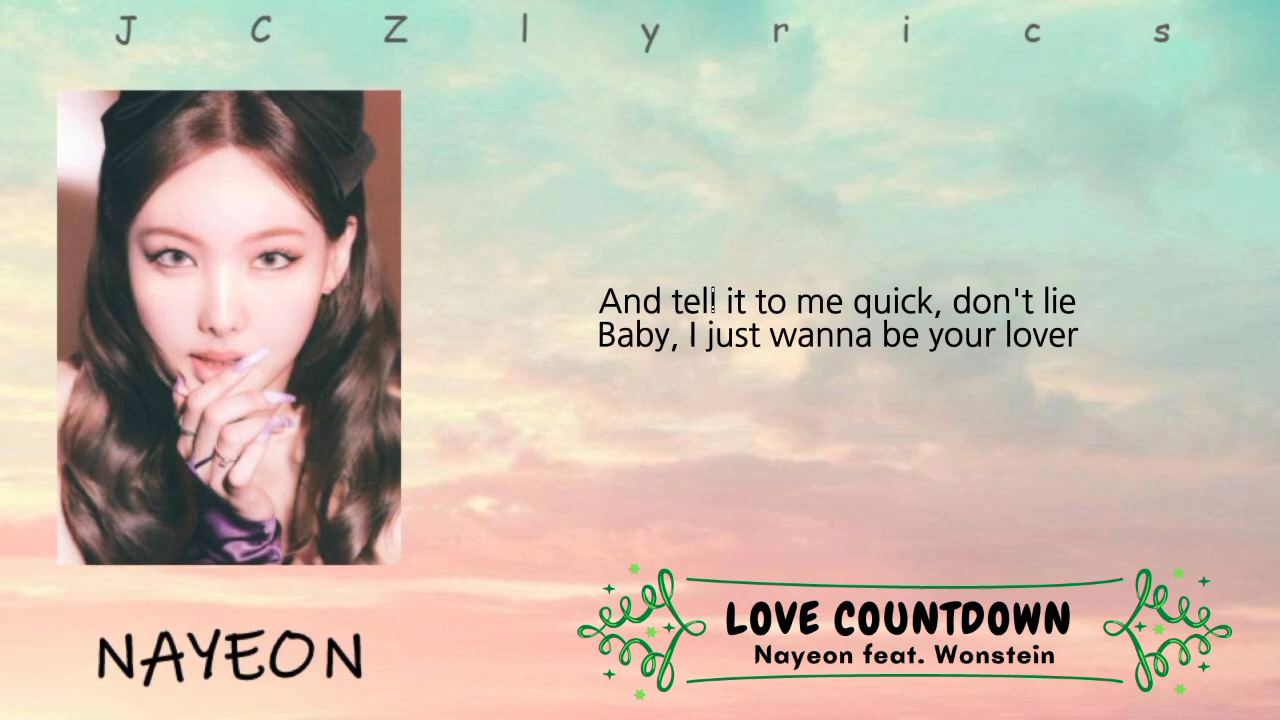 J C Z l y r i c s
And tell it to me quick, don't lie
Baby, I just wanna be your lover
NAYEON
LOVE COUNTDOWN
Nayeon feat. Wonstein